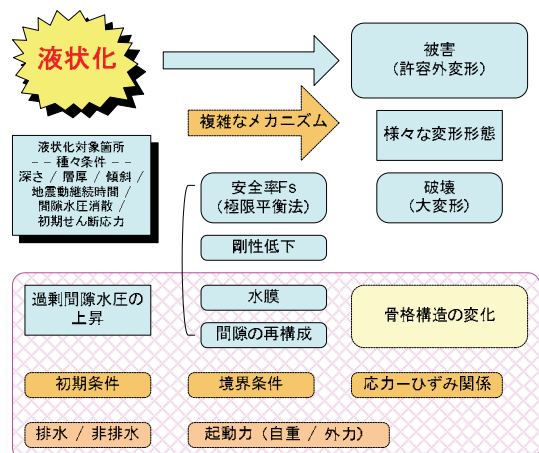 液状化
被害
(許容外変形)
複雑なメカニズム
様々な変形形態
液状化対象箇所
－－ 種々条件 －－
深さ / 層厚 / 傾斜 /
地震動継続時間 /
間隙水圧消散 /
初期せん断応力
安全率Fs
(極限平衡法)
破壊
(大変形)
剛性低下
過剰間隙水圧の
上昇
水膜
間隙の再構成
骨格構造の変化
初期条件
境界条件
応力ーひずみ関係
排水 / 非排水
起動力 (自重 / 外力)